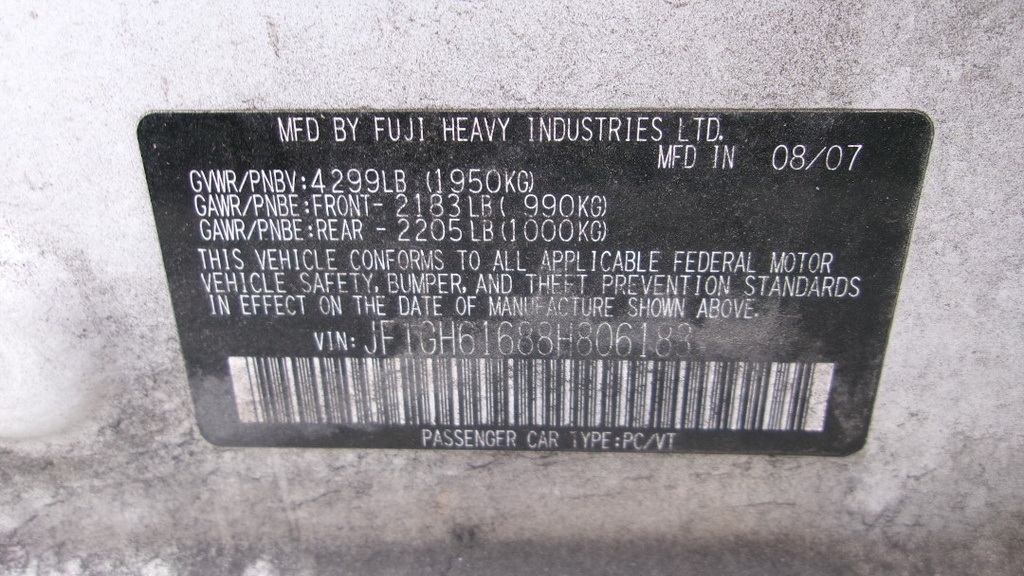 MFD BY FUJI HEAVY INDUSTRIES LTD.
MFD IN 08/07
GVWR/PNBV:4299LB (1950KG)
GAWR/PNBE:FRONT- 2183LB( 990KG)
GAWR/PNBE:REAR - 2205LB(1000KG)
THIS VEHICLE CONFORMS TO ALL APPLICABLE FEDERAL MOTOR
VEHICLE SAFETY, BUMPER, AND THEFT PREVENTION STANDARDS
IN EFFECT ON THE DATE OF MANUFACTURE SHOWN ABOVE.
VIN: JF1GH61688H806183
PASSENGER CAR TYPE:PC/VT